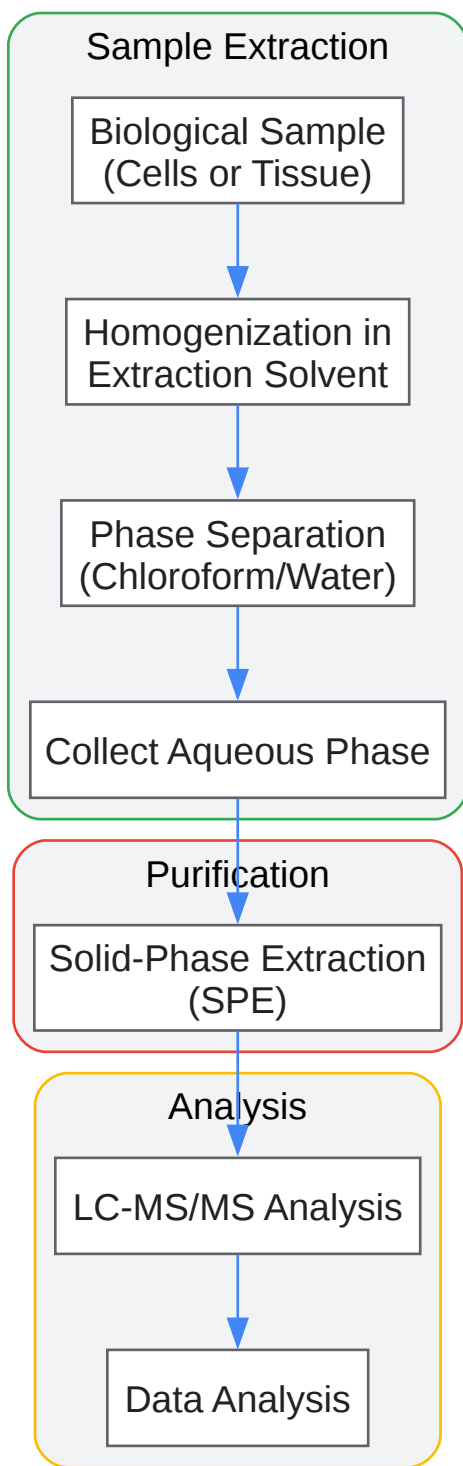 Sample Extraction
Biological Sample
(Cells or Tissue)
Homogenization in
Extraction Solvent
Phase Separation
(Chloroform/Water)
Collect Aqueous Phase
Purification
Solid-Phase Extraction
(SPE)
Analysis
LC-MS/MS Analysis
Data Analysis